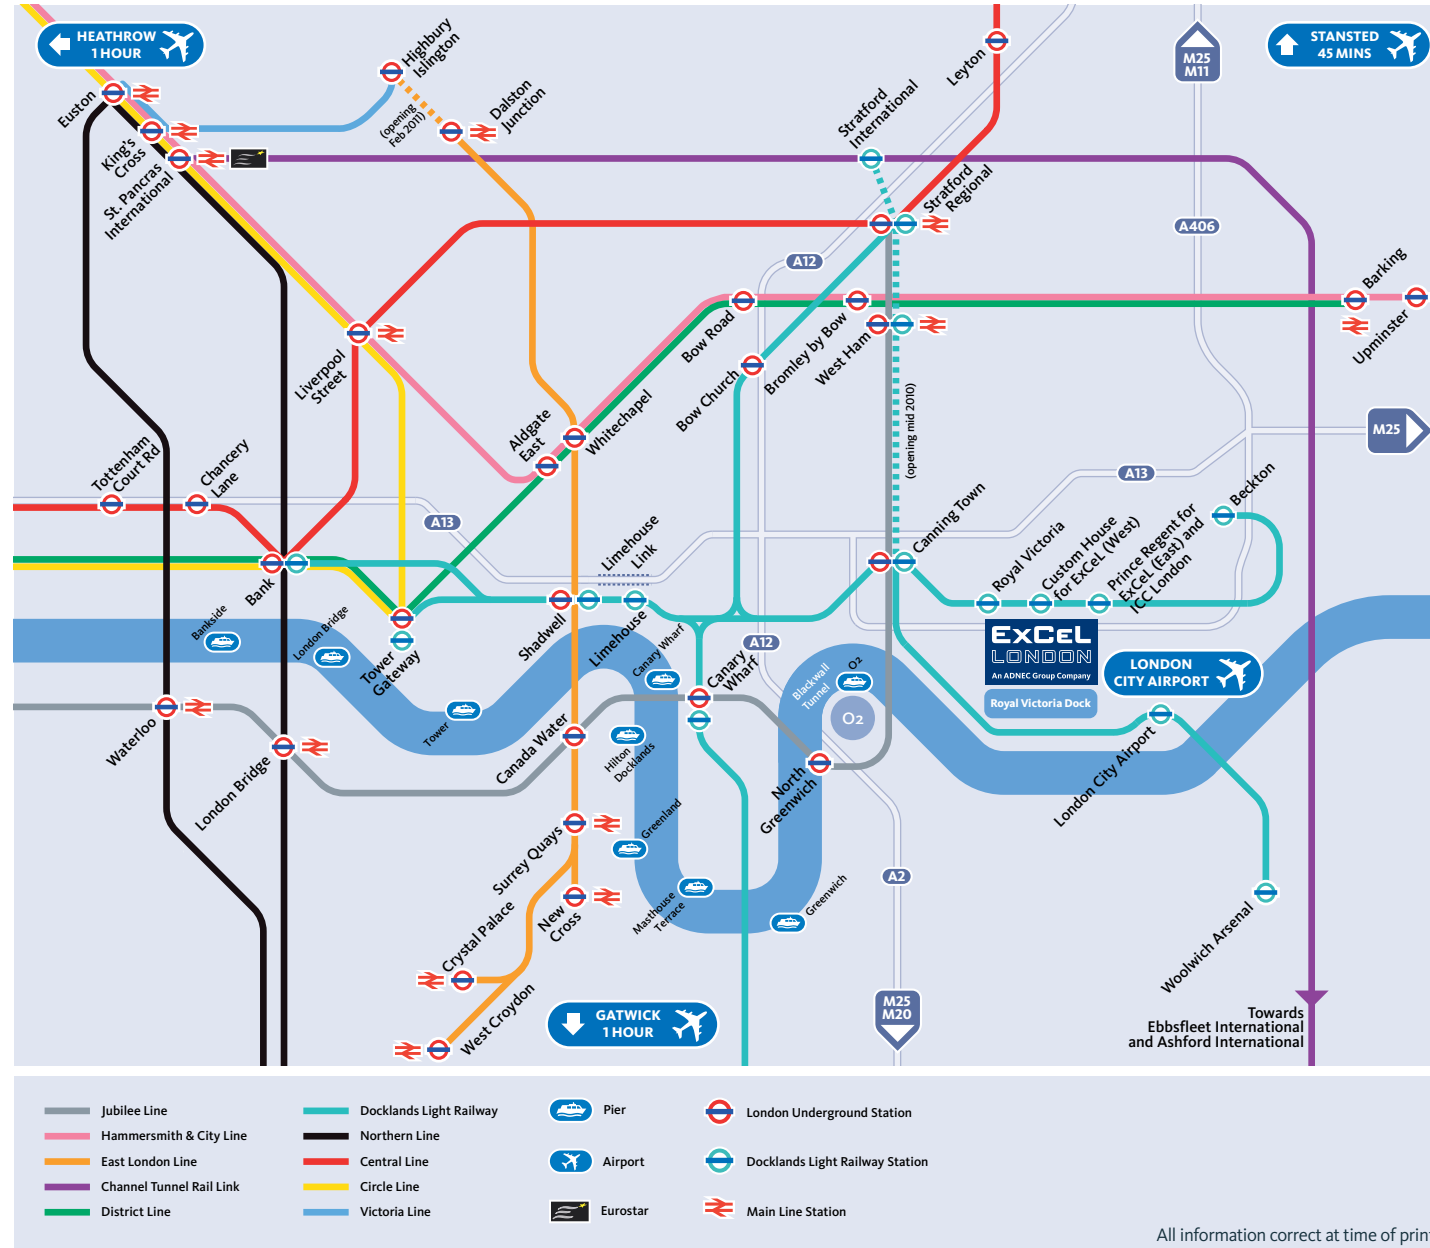 HEATHROW
1 HOUR
Highbury
Islington
Leyton
M25
M11
STANSTED
45 MINS
Euston
(opening
Feb 2011)
Dalston
Junction
Stratford
International
King's
Cross
St. Pancras
International
Stratford
Regional
A406
A12
Barking
Upminster
Liverpool
Street
Bow Road
Bromley by Bow
West Ham
Bow Church
Aldgate
East
Whitechapel
(opening mid 2010)
M25
Tottenham
Court Rd
Chancery
Lane
A13
A13
Beckton
Limehouse
Link
Canning Town
Royal Victoria
Custom House
for ExCeL (West)
Prince Regent for
ExCeL (East) and
ICC London
Bank
Bankside
London Bridge
Tower
Gateway
Shadwell
Limehouse
Canary Wharf
Canary
Wharf
A12
Blackwall
Tunnel
O2
O2
ExCeL
LONDON
An ADNEC Group Company
Royal Victoria Dock
LONDON
CITY AIRPORT
Waterloo
London Bridge
Tower
Canada Water
Hilton
Docklands
North
Greenwich
London City Airport
Surrey Quays
Greenland
New
Cross
Masthouse
Terrace
Greenwich
A2
Crystal Palace
West Croydon
Woolwich Arsenal
GATWICK
1 HOUR
M25
M20
Towards
Ebbsfleet International
and Ashford International
Jubilee Line
Hammersmith & City Line
East London Line
Channel Tunnel Rail Link
District Line
Docklands Light Railway
Northern Line
Central Line
Circle Line
Victoria Line
Pier
Airport
Eurostar
London Underground Station
Docklands Light Railway Station
Main Line Station
All information correct at time of prin